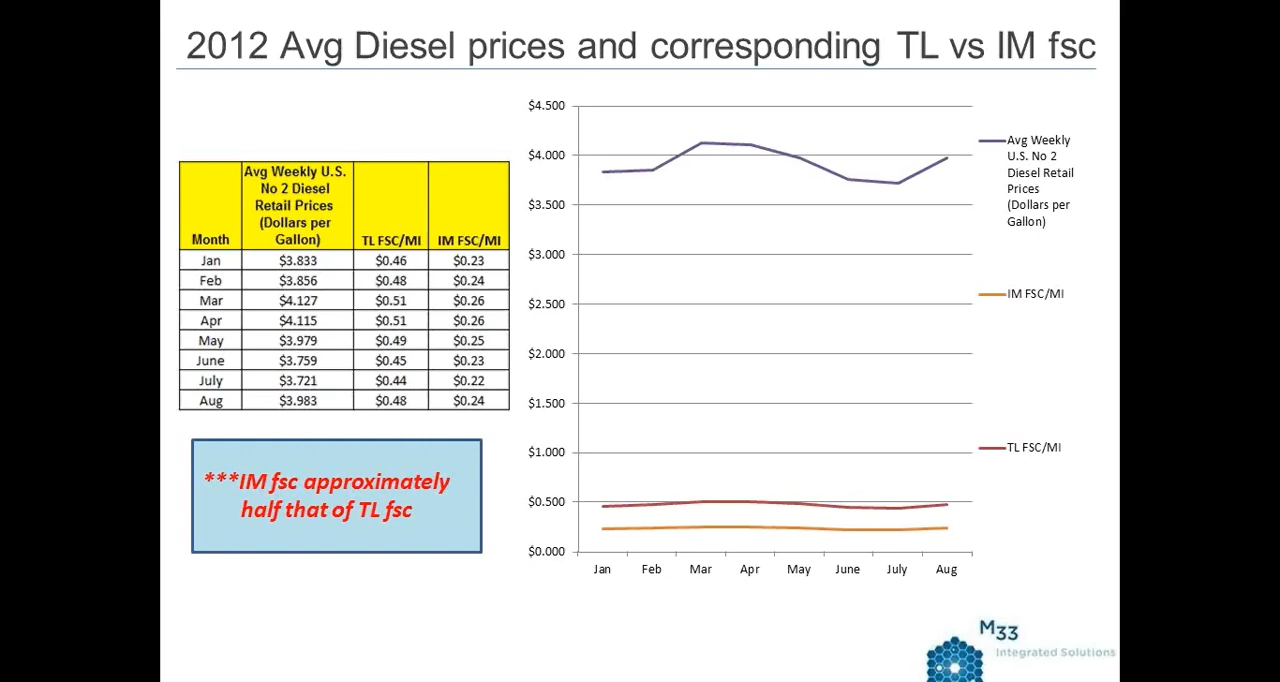 2012 Avg Diesel prices and corresponding TL vs IM fsc
Avg Weekly U.S.
No 2 Diesel
Retail Prices
(Dollars per
Month Gallon) TL FSC/MI IM FSC/MI
Jan $3.833 $0.46 $0.23
Feb $3.856 $0.48 $0.24
Mar $4.127 $0.51 $0.26
Apr $4.115 $0.51 $0.26
May $3.979 $0.49 $0.25
June $3.759 $0.45 $0.23
July $3.721 $0.44 $0.22
Aug $3.983 $0.48 $0.24
***IM fsc approximately
half that of TL fsc
$4.500
$4.000
$3.500
$3.000
$2.500
$2.000
$1.500
$1.000
$0.500
$0.000
Jan Feb Mar Apr May June July Aug
Avg Weekly
U.S. No 2
Diesel Retail
Prices
(Dollars per
Gallon)
IM FSC/MI
TL FSC/MI
M33
Integrated Solutions